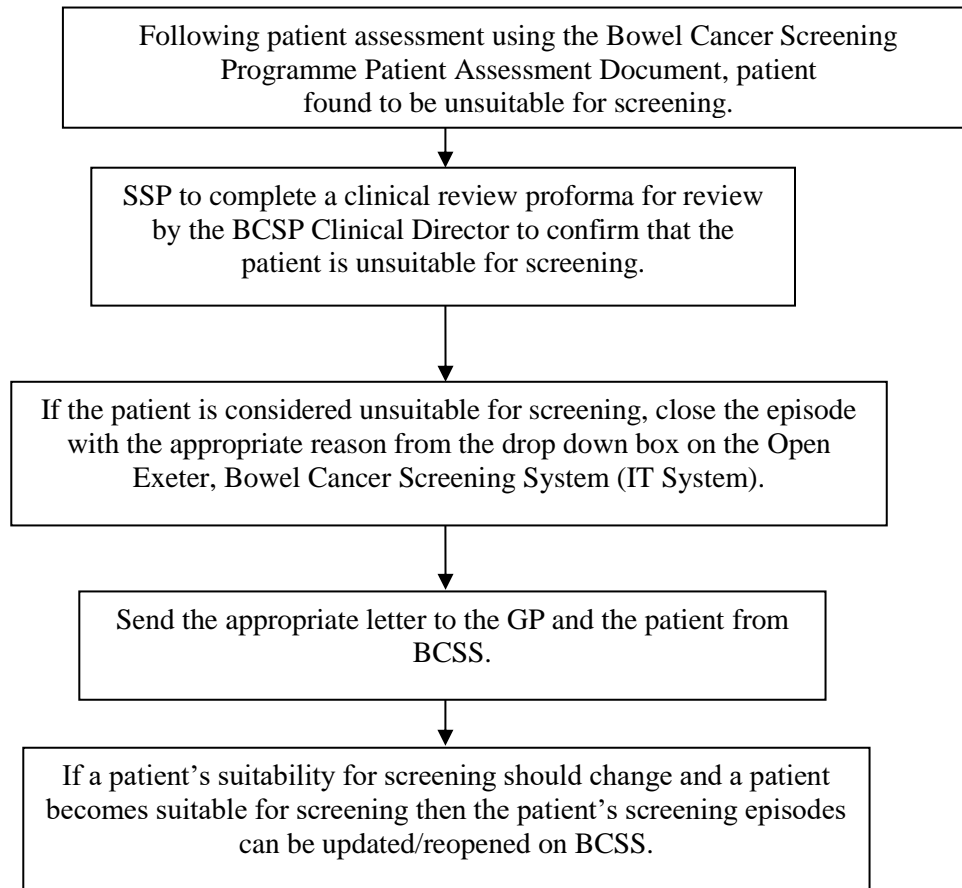 Following patient assessment using the Bowel Cancer Screening
Programme Patient Assessment Document, patient
found to be unsuitable for screening.
SSP to complete a clinical review proforma for review
by the BCSP Clinical Director to confirm that the
patient is unsuitable for screening.
If the patient is considered unsuitable for screening, close the episode
with the appropriate reason from the drop down box on the Open
Exeter, Bowel Cancer Screening System (IT System).
Send the appropriate letter to the GP and the patient from
BCSS.
If a patient’s suitability for screening should change and a patient
becomes suitable for screening then the patient’s screening episodes
can be updated/reopened on BCSS.